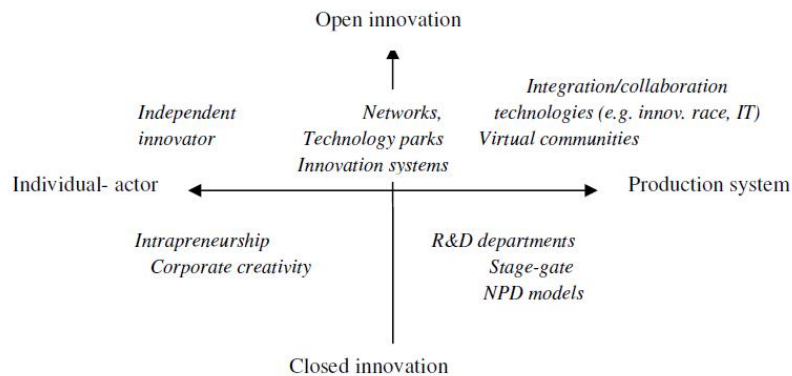 Open innovation
Integration/collaboration
Independent Networks, technologies (e.g. innov. race, IT)
innovator Technology parks Virtual communities
Innovation systems
Individual- actor Production system
Intrapreneurship R&D departments
Corporate creativity Stage-gate
NPD models
Closed innovation